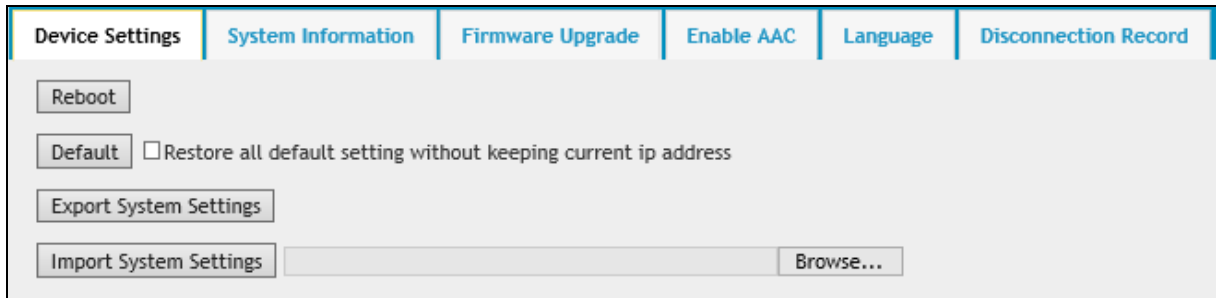 Device Settings System Information Firmware Upgrade Enable AAC Language Disconnection Record
Reboot
Default Restore all default setting without keeping current ip address
Export System Settings
Import System Settings Browse...